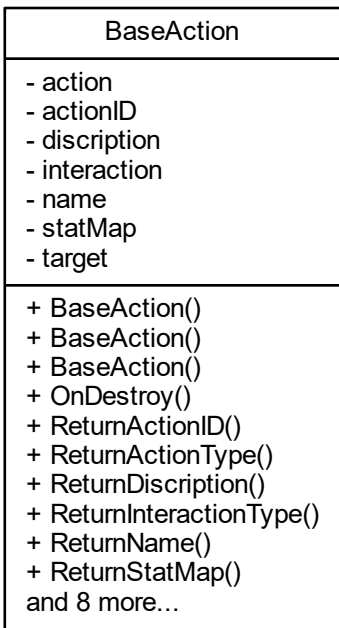 BaseAction
- action
- actionID
- discription
- interaction
- name
- statMap
- target
+ BaseAction()
+ BaseAction()
+ BaseAction()
+ OnDestroy()
+ ReturnActionID()
+ ReturnActionType()
+ ReturnDiscription()
+ ReturnInteractionType()
+ ReturnName()
+ ReturnStatMap()
and 8 more...